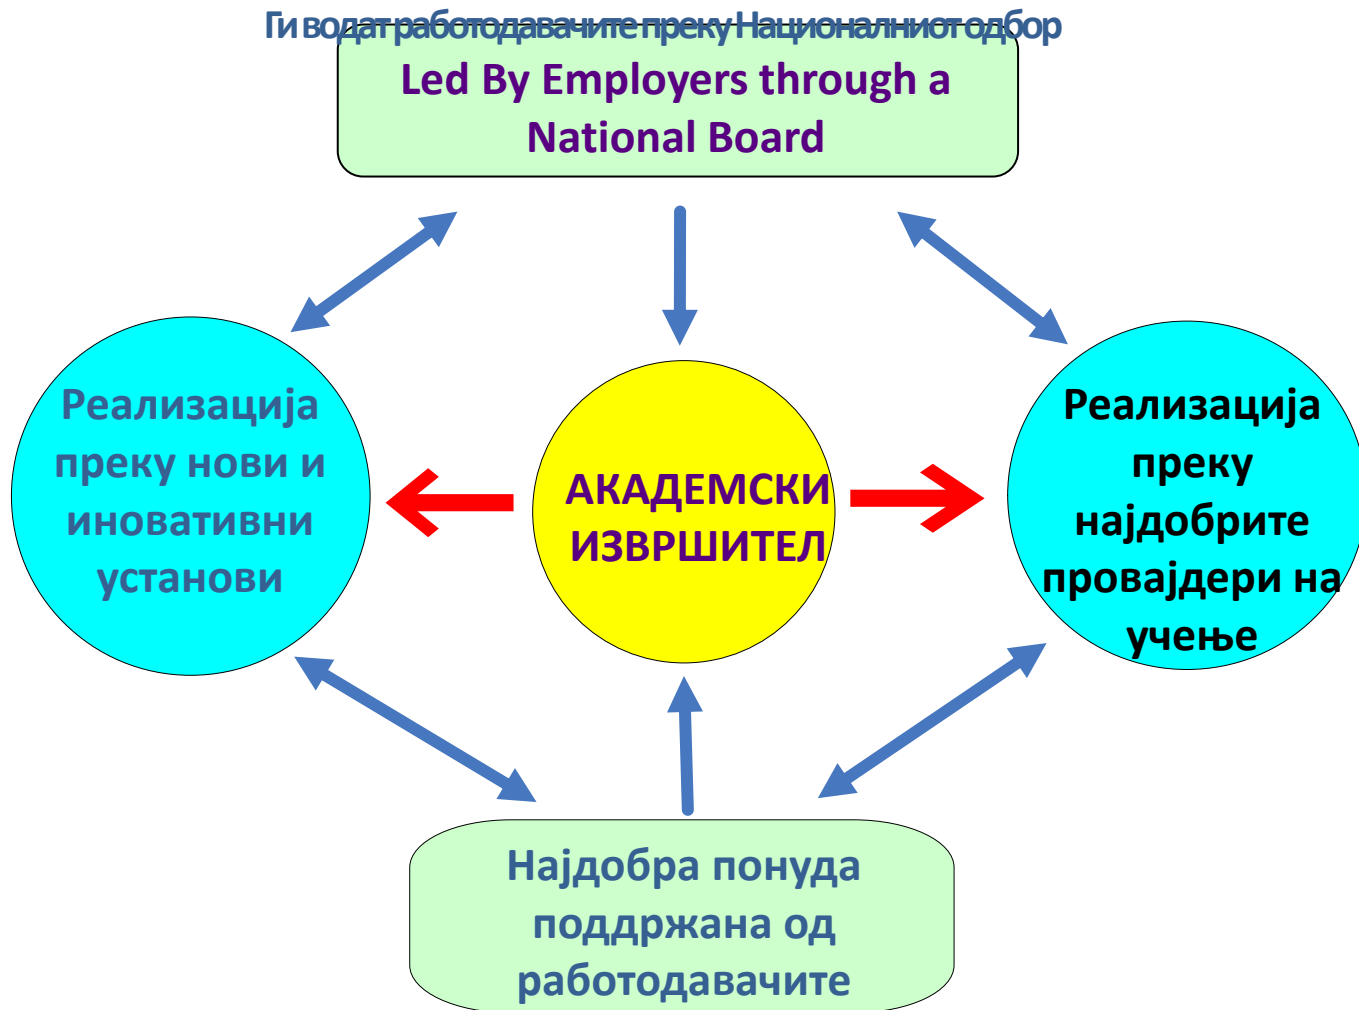 Ги водат работодавачите преку Националниот одбор
Led By Employers through a
National Board
Реализација
преку нови и
иновативни
установи
АКАДЕМСКИ
ИЗВРШИТЕЛ
Реализација
преку
најдобрите
провајдери на
учење
Најдобра понуда
поддржана од
работодавачите